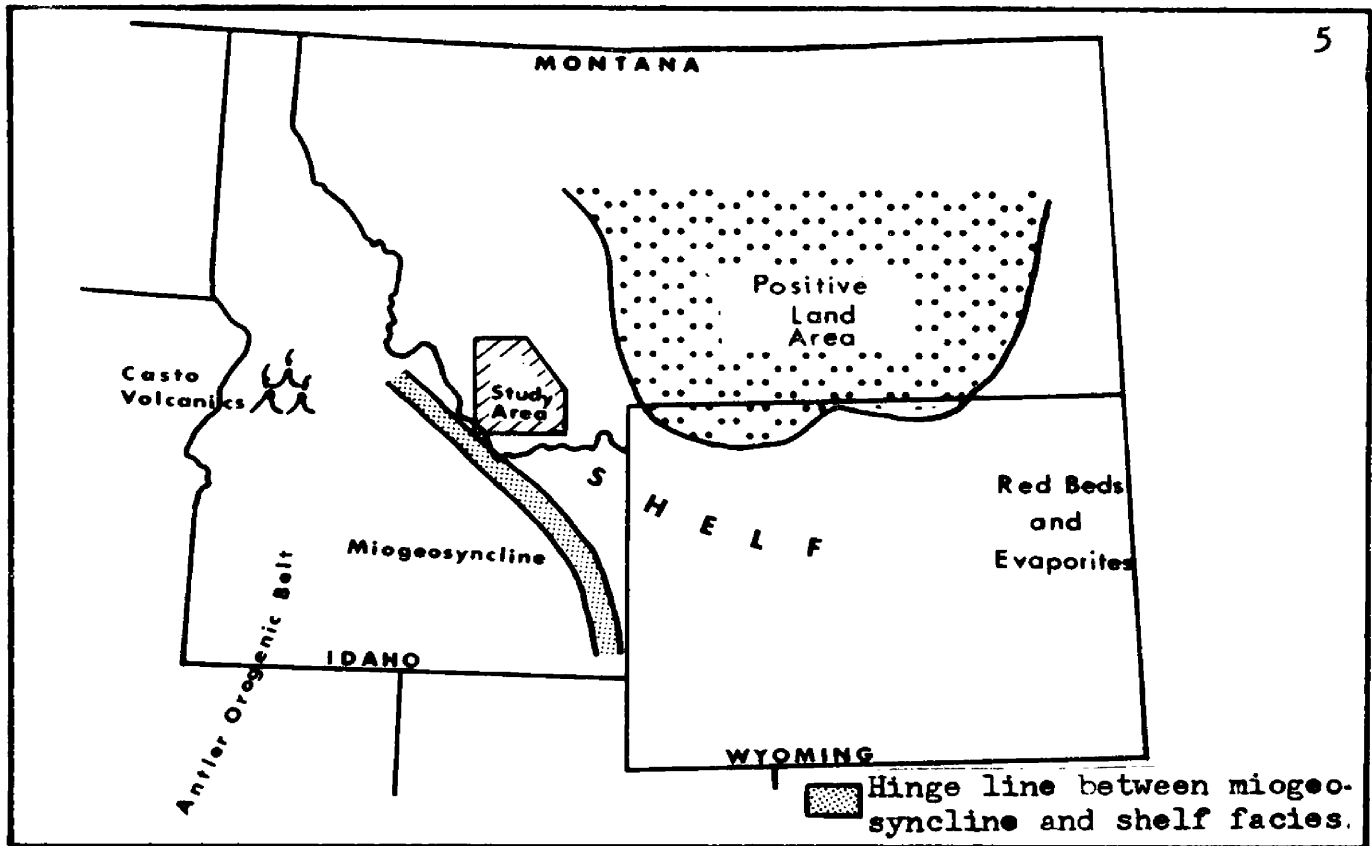 5
MONTANA
Positive
Land
Area
Casto
Volcanics
Study
Area
SHELF
Red Beds
and
Evaporites
Miogeosyncline
Antler Orogenic Belt
IDAHO
WYOMING
Hinge line between miogeo-
syncline and shelf facies.